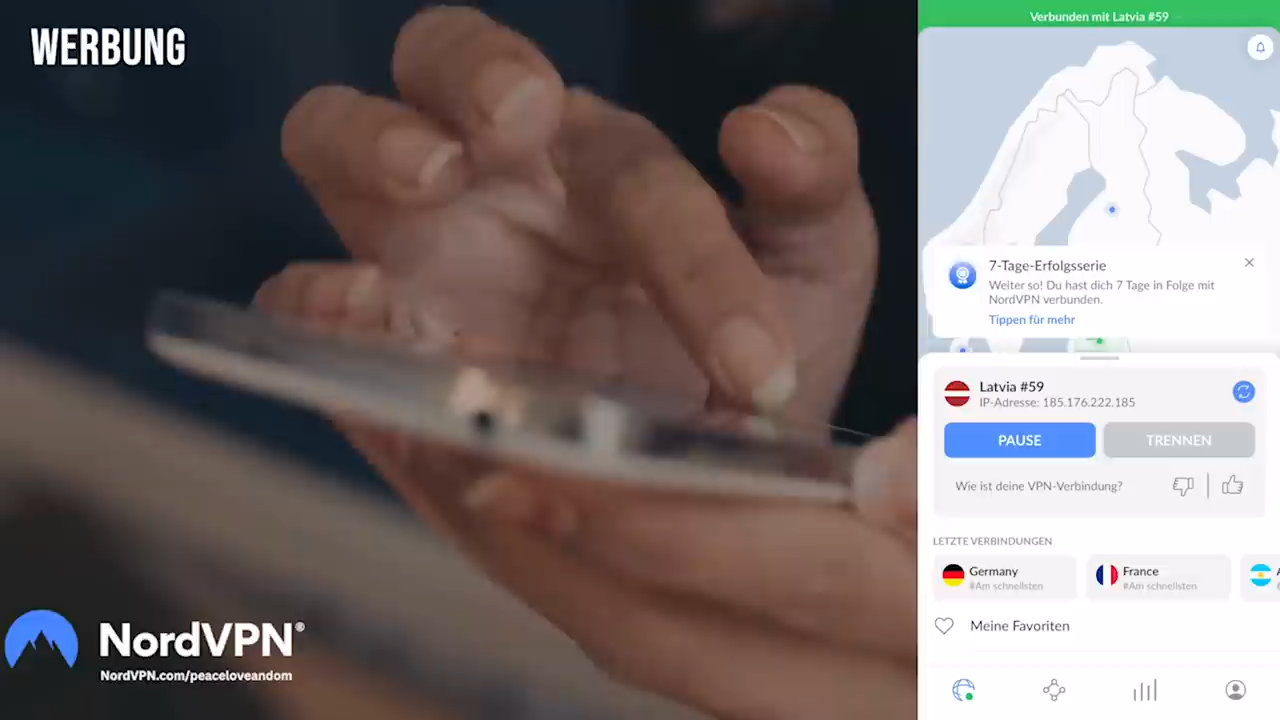 WERBUNG
NordVPN®
NordVPN.com/peaceloveandom
Verbunden mit Latvia #59
7-Tage-Erfolgsserie
Weiter so! Du hast dich 7 Tage in Folge mit
NordVPN verbunden.
Tippen für mehr
Latvia #59
IP-Adresse: 185.176.222.185
PAUSE TRENNEN
Wie ist deine VPN-Verbindung?
LETZTE VERBINDUNGEN
Germany
#Am schnellsten
France
#Am schnellsten
Meine Favoriten